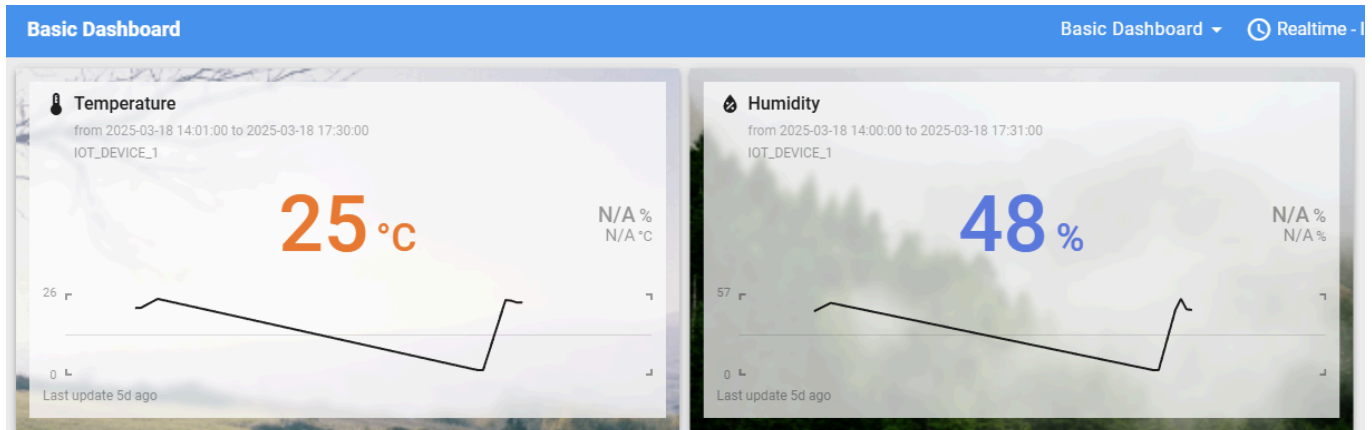 Basic Dashboard
Basic Dashboard
Realtime -
Temperature
from 2025-03-18 14:01:00 to 2025-03-18 17:30:00
IOT_DEVICE_1
25 °C
N/A %
N/A °C
26
0
Last update 5d ago
Humidity
from 2025-03-18 14:00:00 to 2025-03-18 17:31:00
IOT_DEVICE_1
48 %
N/A %
N/A %
57
0
Last update 5d ago